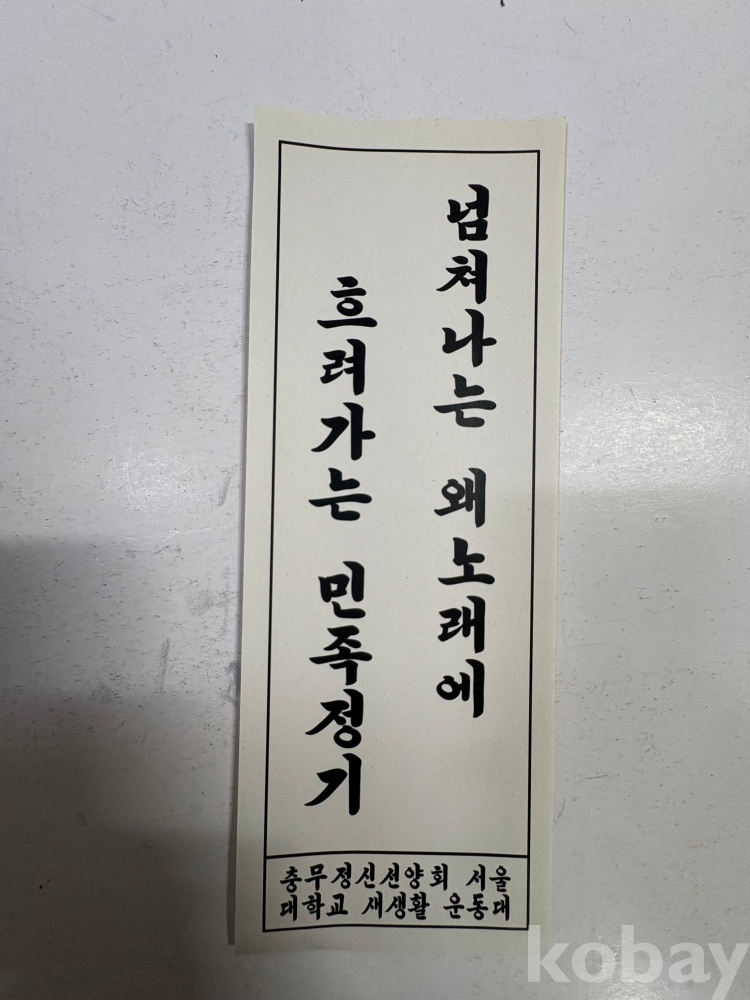 넘쳐나는 왜노래에
흐려가는 민족정기
충무정신선양회 서울
대학교 새생활 운동대
kobay